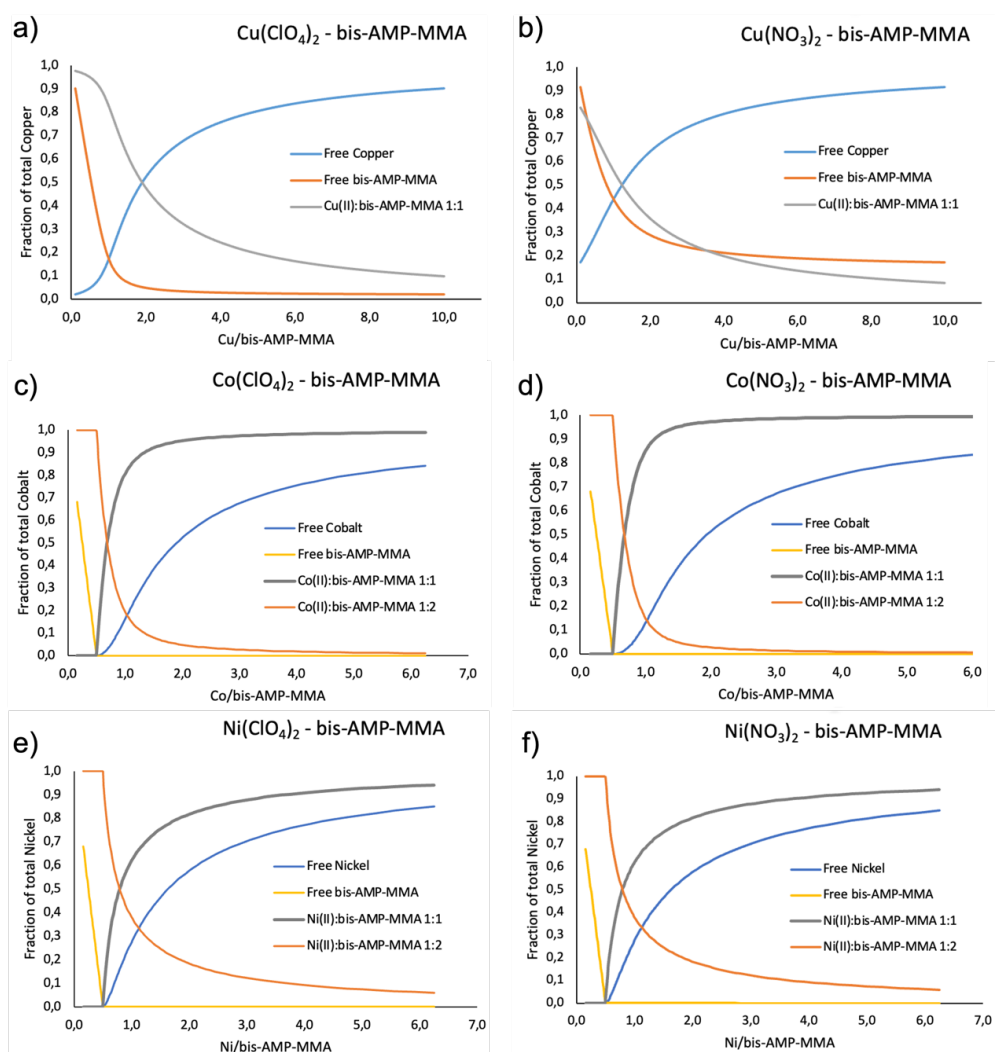 a)
Cu(ClO4)2 - bis-AMP-MMA
Fraction of total Copper
1,0
0,9
0,8
0,7
0,6
0,5
0,4
0,3
0,2
0,1
0,0
Free Copper
Free bis-AMP-MMA
Cu(II):bis-AMP-MMA 1:1
0,0 2,0 4,0 6,0 8,0 10,0
Cu/bis-AMP-MMA
b)
Cu(NO3)2 - bis-AMP-MMA
Fraction of total Copper
1,0
0,9
0,8
0,7
0,6
0,5
0,4
0,3
0,2
0,1
0,0
Free Copper
Free bis-AMP-MMA
Cu(II):bis-AMP-MMA 1:1
0,0 2,0 4,0 6,0 8,0 10,0
Cu/bis-AMP-MMA
c)
Co(ClO4)2 - bis-AMP-MMA
Fraction of total Cobalt
1,0
0,9
0,8
0,7
0,6
0,5
0,4
0,3
0,2
0,1
0,0
Free Cobalt
Free bis-AMP-MMA
Co(II):bis-AMP-MMA 1:1
Co(II):bis-AMP-MMA 1:2
0,0 1,0 2,0 3,0 4,0 5,0 6,0 7,0
Co/bis-AMP-MMA
d)
Co(NO3)2 - bis-AMP-MMA
Fraction of total Cobalt
1,0
0,9
0,8
0,7
0,6
0,5
0,4
0,3
0,2
0,1
0,0
Free Cobalt
Free bis-AMP-MMA
Co(II):bis-AMP-MMA 1:1
Co(II):bis-AMP-MMA 1:2
0,0 1,0 2,0 3,0 4,0 5,0 6,0
Co/bis-AMP-MMA
e)
Ni(ClO4)2 - bis-AMP-MMA
Fraction of total Nickel
1,0
0,9
0,8
0,7
0,6
0,5
0,4
0,3
0,2
0,1
0,0
Free Nickel
Free bis-AMP-MMA
Ni(II):bis-AMP-MMA 1:1
Ni(II):bis-AMP-MMA 1:2
0,0 1,0 2,0 3,0 4,0 5,0 6,0 7,0
Ni/bis-AMP-MMA
f)
Ni(NO3)2 - bis-AMP-MMA
Fraction of total Nickel
1,0
0,9
0,8
0,7
0,6
0,5
0,4
0,3
0,2
0,1
0,0
Free Nickel
Free bis-AMP-MMA
Ni(II):bis-AMP-MMA 1:1
Ni(II):bis-AMP-MMA 1:2
0,0 1,0 2,0 3,0 4,0 5,0 6,0 7,0
Ni/bis-AMP-MMA